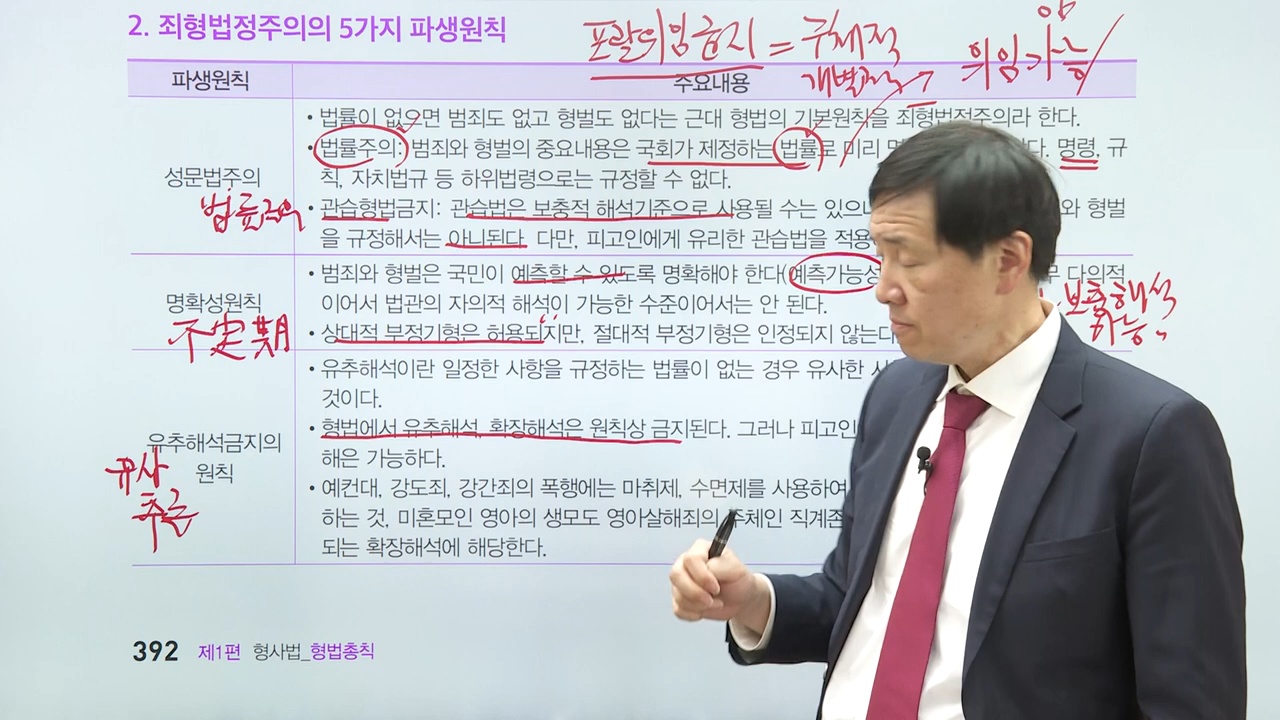 2. 죄형법정주의의 5가지 파생원칙
포괄위임금지 = 구체적
개별적
위임가능
파생원칙
주요내용
• 법률이 없으면 범죄도 없고 형벌도 없다는 근대 형법의 기본원칙을 죄형법정주의라 한다.
성문법주의
법률주의
• 법률주의: 범죄와 형벌의 중요내용은 국회가 제정하는 법률로 미리 다. 명령, 규
칙, 자치법규 등 하위법령으로는 규정할 수 없다.
• 관습형법금지: 관습법은 보충적 해석기준으로 사용될 수는 있으나 와 형벌
을 규정해서는 아니된다. 다만, 피고인에게 유리한 관습법을 적용
명확성원칙
不定期
• 범죄와 형벌은 국민이 예측할 수 있도록 명확해야 한다(예측가능성 무 다의적
이어서 법관의 자의적 해석이 가능한 수준이어서는 안 된다.
• 상대적 부정기형은 허용되지만, 절대적 부정기형은 인정되지 않는다
보충해석
가능
유추해석금지의
원칙
유사
추론
• 유추해석이란 일정한 사항을 규정하는 법률이 없는 경우 유사한
것이다.
• 형법에서 유추해석, 확장해석은 원칙상 금지된다. 그러나 피고인
해은 가능하다.
• 예컨대, 강도죄, 강간죄의 폭행에는 마취제, 수면제를 사용하여
하는 것, 미혼모인 영아의 생모도 영아살해죄의 주체인 직계존
되는 확장해석에 해당한다.
392 제1편 형사법_형법총칙